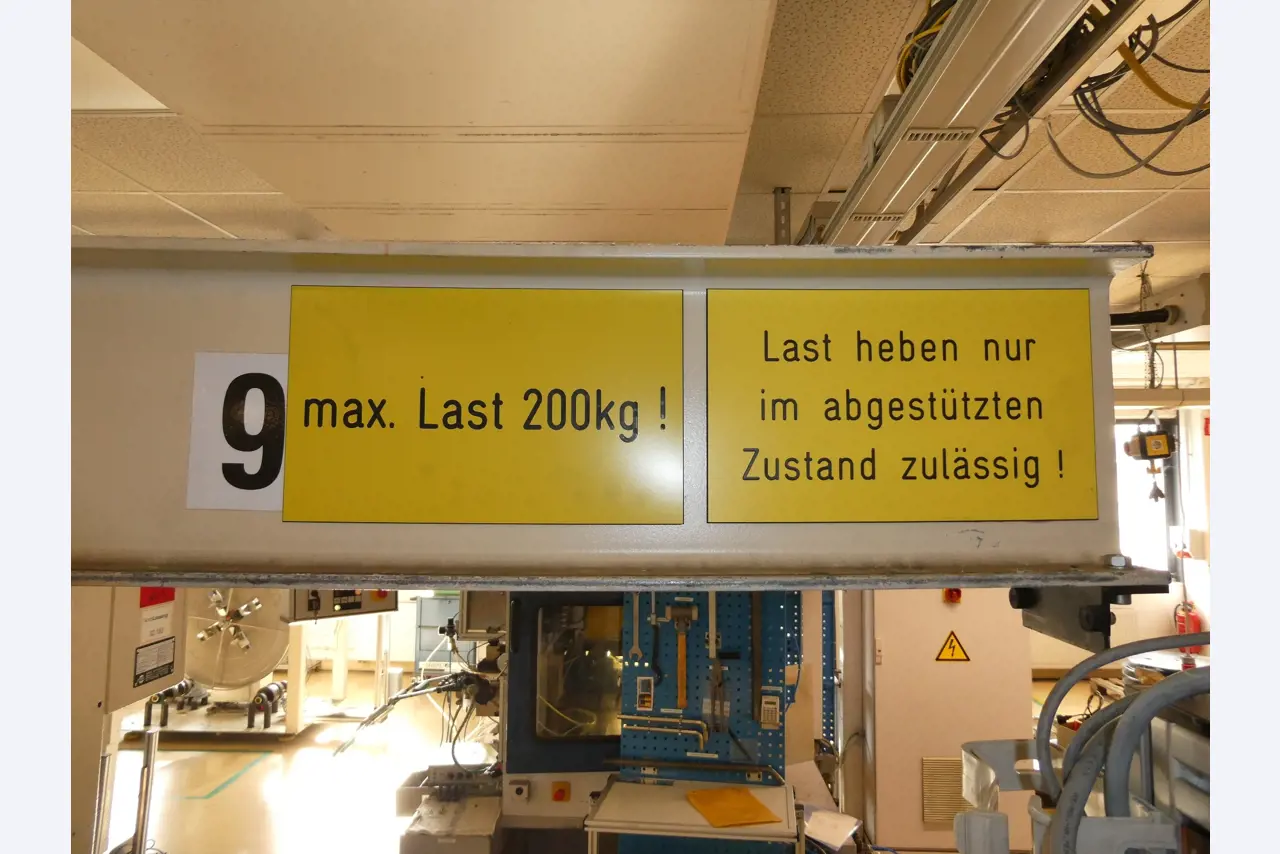 9
max. Last 200kg !
Last heben nur
im abgestützten
Zustand zulässig !